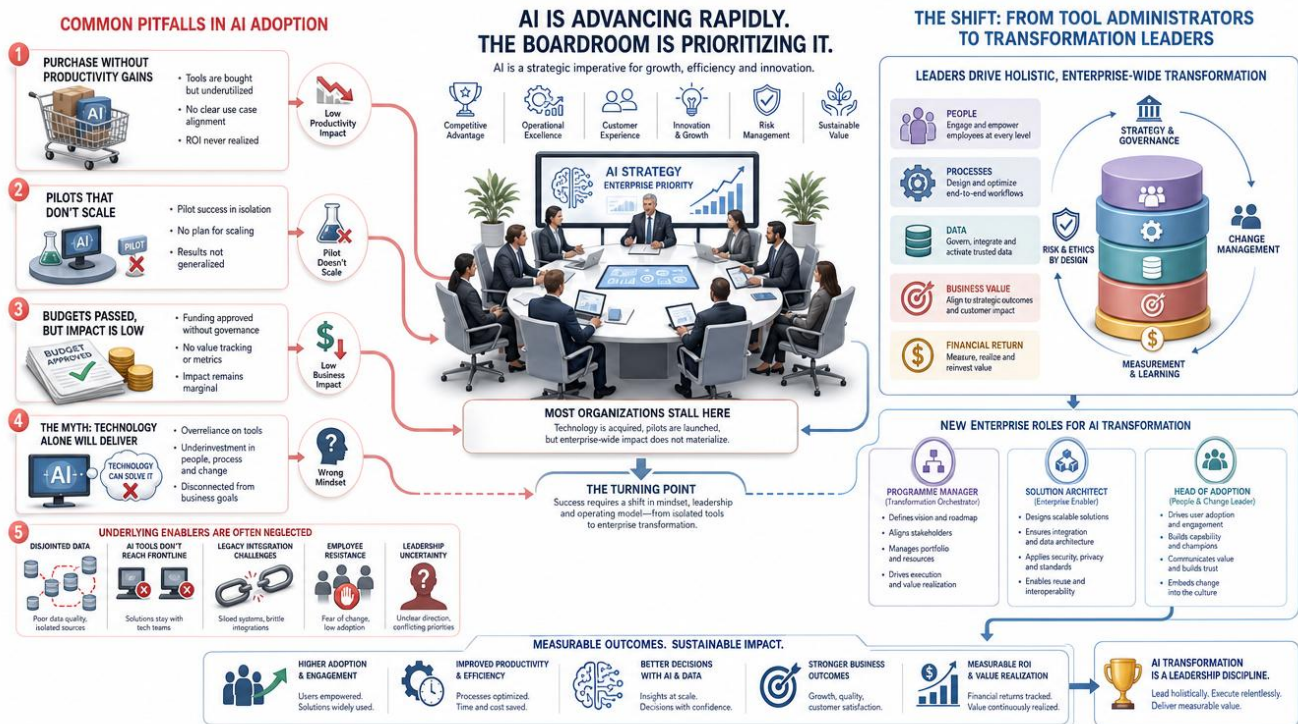 COMMON PITFALLS IN AI ADOPTION
1
PURCHASE WITHOUT
PRODUCTIVITY GAINS
AI
• Tools are bought
but underutilized
• No clear use case
alignment
• ROI never realized
Low
Productivity
Impact
2
PILOTS THAT
DON'T SCALE
AI
PILOT
• Pilot success in isolation
• No plan for scaling
• Results not
generalized
Pilot
Doesn't
Scale
3
BUDGETS PASSED,
BUT IMPACT IS LOW
BUDGET
APPROVED
• Funding approved
without governance
• No value tracking
or metrics
• Impact remains
marginal
$
Low
Business
Impact
4
THE MYTH: TECHNOLOGY
ALONE WILL DELIVER
AI
TECHNOLOGY
CAN SOLVE IT
• Overreliance on tools
• Underinvestment in
people, process
and change
• Disconnected from
business goals
?
Wrong
Mindset
5
UNDERLYING ENABLERS ARE OFTEN NEGLECTED
DISJOINTED DATA
Poor data quality,
isolated sources
AI TOOLS DON'T
REACH FRONTLINE
Solutions stay with
tech teams
LEGACY INTEGRATION
CHALLENGES
Siloed systems, brittle
integrations
EMPLOYEE
RESISTANCE
Fear of change,
low adoption
LEADERSHIP
UNCERTAINTY
?
Unclear direction,
conflicting priorities
AI IS ADVANCING RAPIDLY.
THE BOARDROOM IS PRIORITIZING IT.
AI is a strategic imperative for growth, efficiency and innovation.
Competitive
Advantage
Operational
Excellence
Customer
Experience
Innovation
& Growth
Risk
Management
Sustainable
Value
AI STRATEGY
ENTERPRISE PRIORITY
MOST ORGANIZATIONS STALL HERE
Technology is acquired, pilots are launched,
but enterprise-wide impact does not materialize.
THE TURNING POINT
Success requires a shift in mindset, leadership
and operating model—from isolated tools
to enterprise transformation.
THE SHIFT: FROM TOOL ADMINISTRATORS
TO TRANSFORMATION LEADERS
LEADERS DRIVE HOLISTIC, ENTERPRISE-WIDE TRANSFORMATION
PEOPLE
Engage and empower
employees at every level
PROCESSES
Design and optimize
end-to-end workflows
DATA
Govern, integrate and
activate trusted data
BUSINESS VALUE
Align to strategic outcomes
and customer impact
$
FINANCIAL RETURN
Measure, realize and
reinvest value
STRATEGY
& GOVERNANCE
RISK & ETHICS
BY DESIGN
CHANGE
MANAGEMENT
$
MEASUREMENT
& LEARNING
NEW ENTERPRISE ROLES FOR AI TRANSFORMATION
PROGRAMME MANAGER
(Transformation Orchestrator)
• Defines vision and roadmap
• Aligns stakeholders
• Manages portfolio
and resources
• Drives execution
and value realization
SOLUTION ARCHITECT
(Enterprise Enabler)
• Designs scalable solutions
• Ensures integration
and data architecture
• Applies security, privacy
and standards
• Enables reuse and
interoperability
HEAD OF ADOPTION
(People & Change Leader)
• Drives user adoption
and engagement
• Builds capability
and champions
• Communicates value
and builds trust
• Embeds change
into the culture
MEASURABLE OUTCOMES. SUSTAINABLE IMPACT.
HIGHER ADOPTION
& ENGAGEMENT
Users empowered.
Solutions widely used.
IMPROVED PRODUCTIVITY
& EFFICIENCY
Processes optimized.
Time and cost saved.
BETTER DECISIONS
WITH AI & DATA
Insights at scale.
Decisions with confidence.
STRONGER BUSINESS
OUTCOMES
Growth, quality,
customer satisfaction.
$
MEASURABLE ROI
& VALUE REALIZATION
Financial returns tracked.
Value continuously realized.
AI TRANSFORMATION
IS A LEADERSHIP DISCIPLINE.
Lead holistically. Execute relentlessly.
Deliver measurable value.